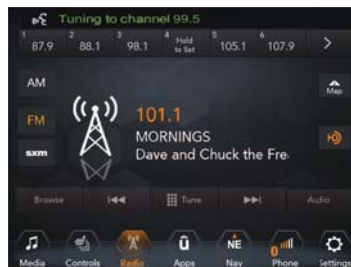 Tuning to channel 99.5
1 87.9 2 88.1 3 98.1 4 Hold to Set 5 105.1 6 107.9
AM
Map
FM
101.1
HD
MORNINGS
sxm
Dave and Chuck the Fre
Browse Tune Audio
Media Controls Radio Apps Nav Phone Settings
ū NE